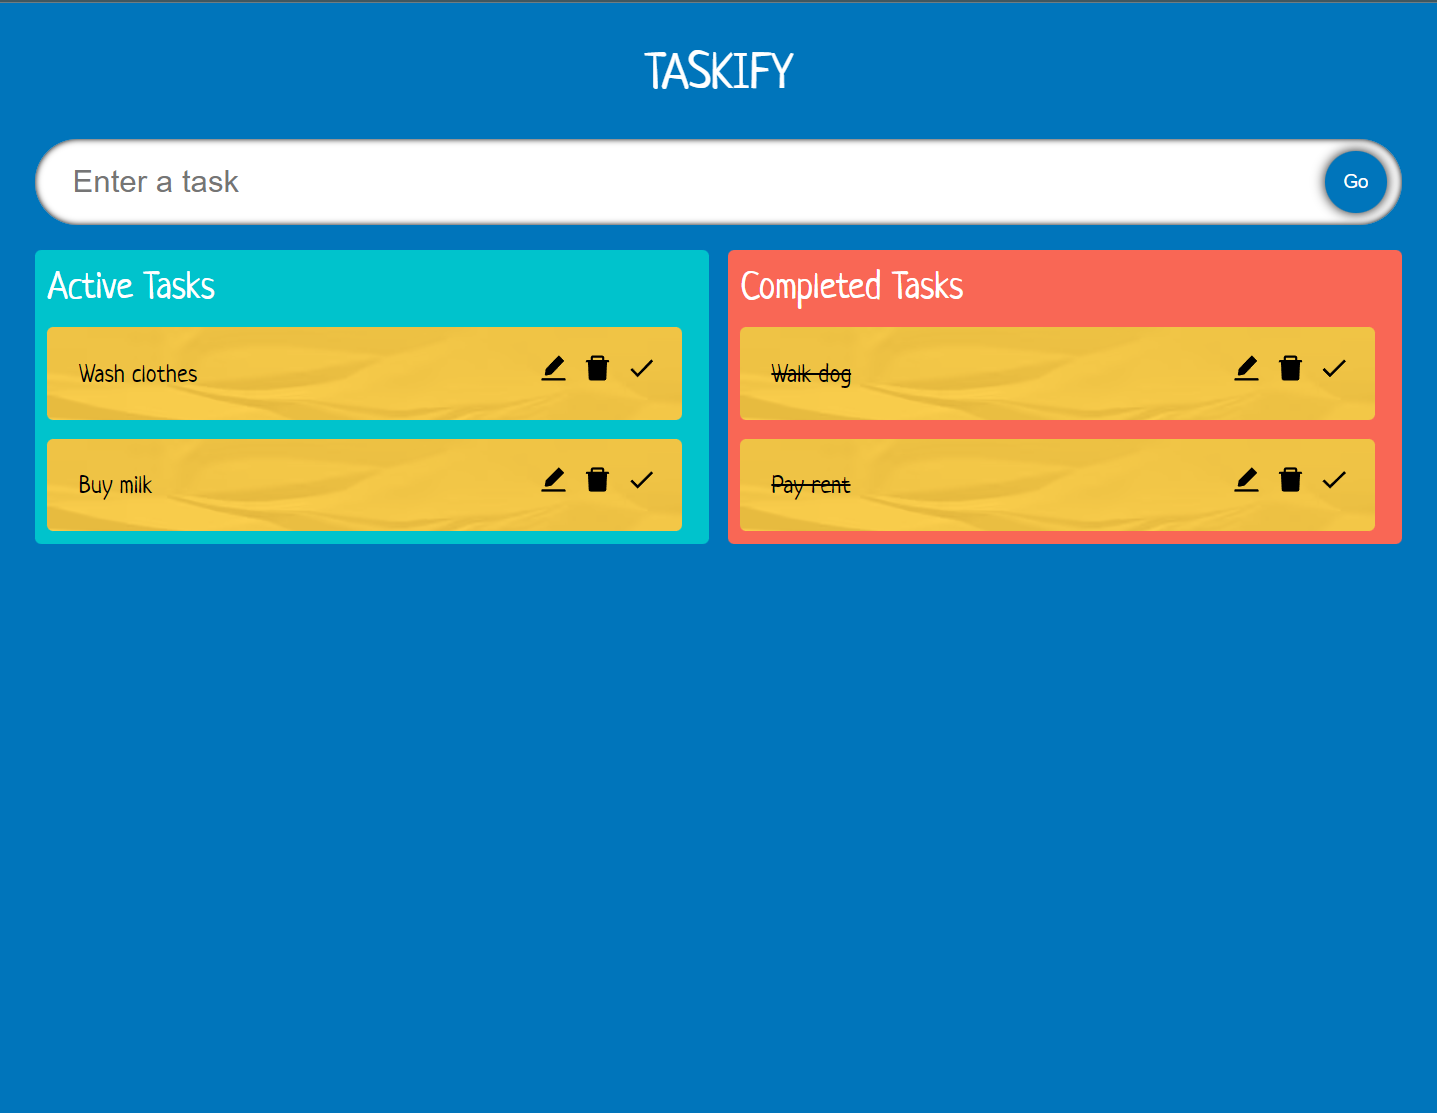 TASKIFY
Enter a task
Go
Active Tasks
Wash clothes
Buy milk
Completed Tasks
Walk dog
Pay rent